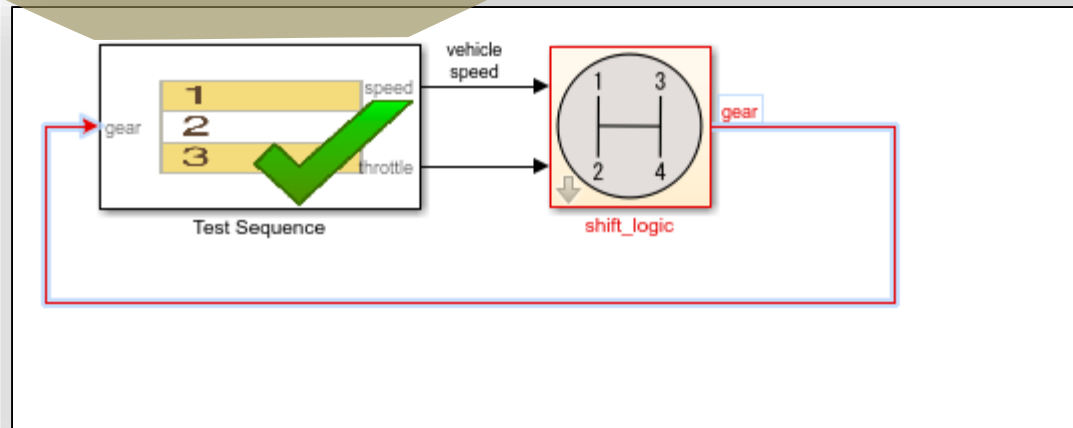 vehicle
speed
1
speed
gear
2
3
throttle
Test Sequence
1 3
2 4
shift_logic
gear